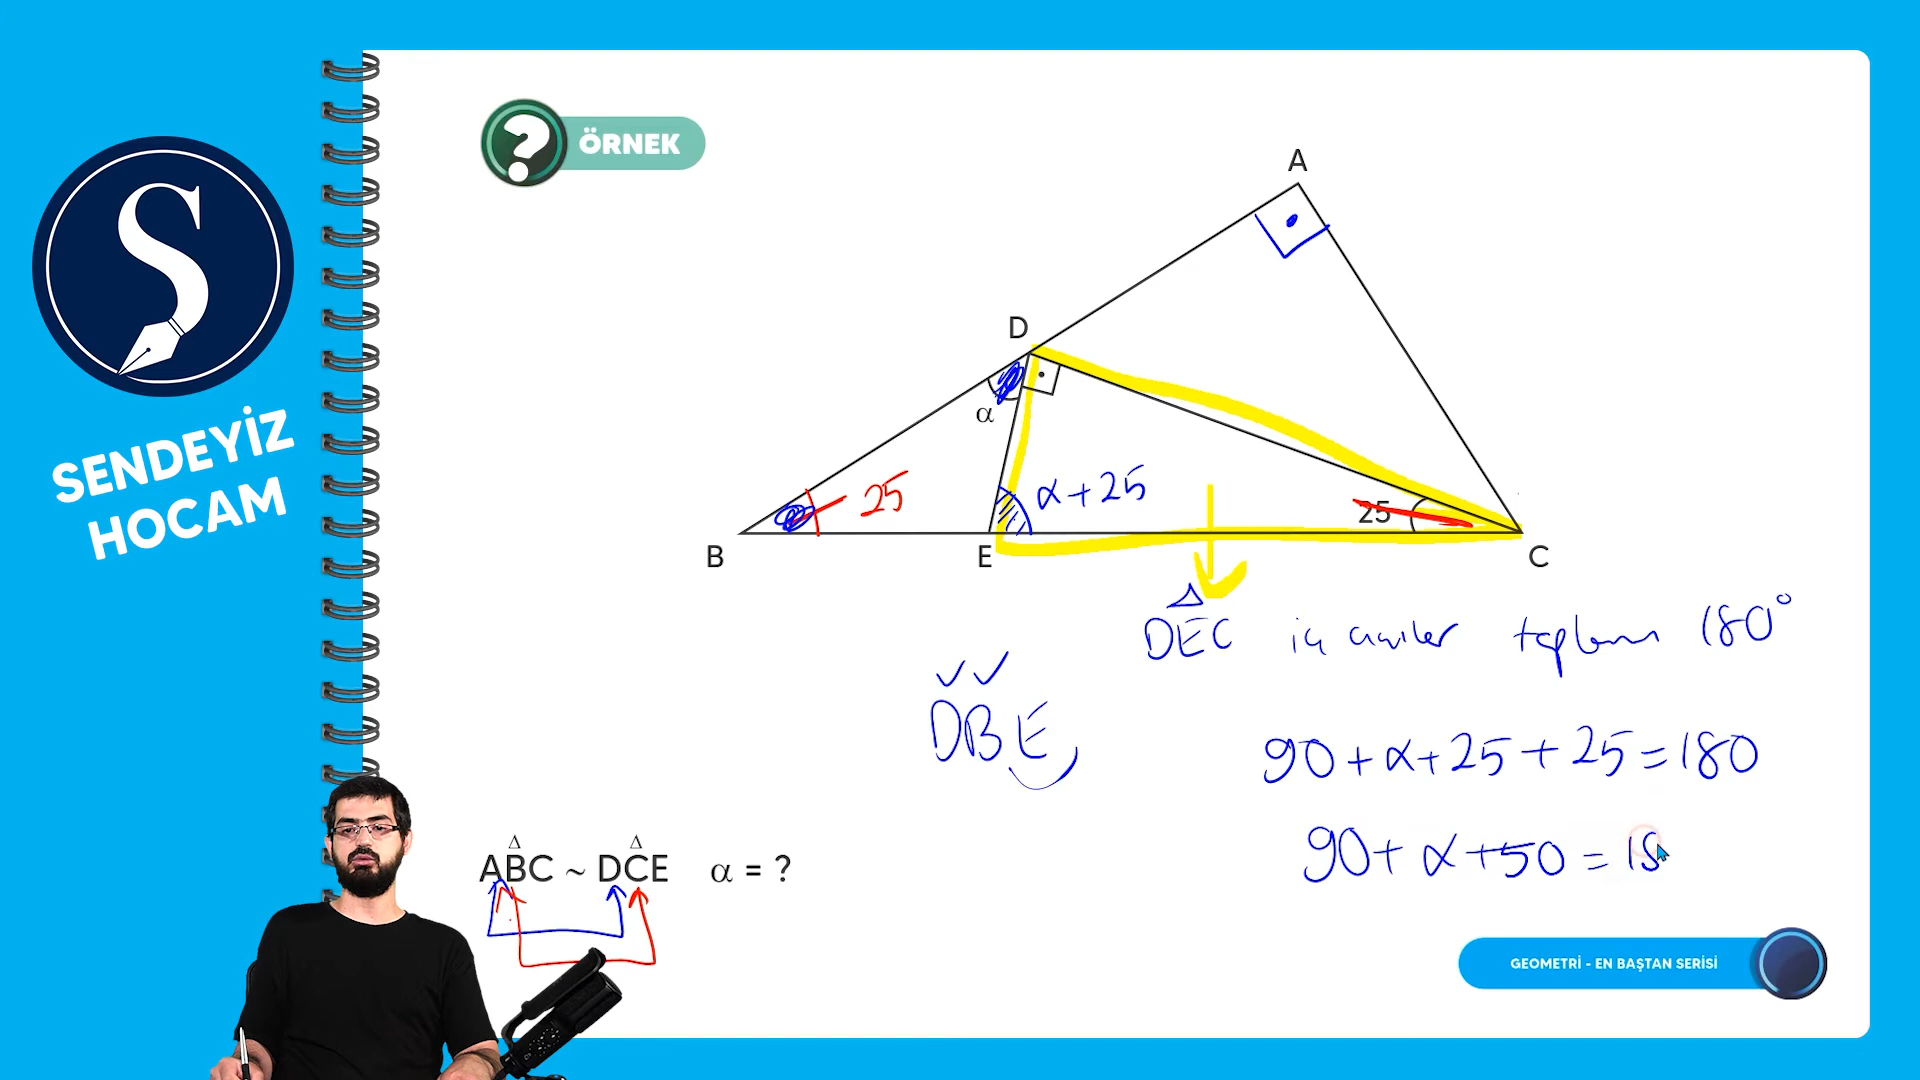 ÖRNEK
A
D
α
α+25
25
25
B
E
C
SENDEYİZ
HOCAM
DEC iç açılar toplamı 180°
DBE
90+α+25+25=180
90+α+50=18
ABC ~ DCE α = ?
GEOMETRİ - EN BAŞTAN SERİSİ